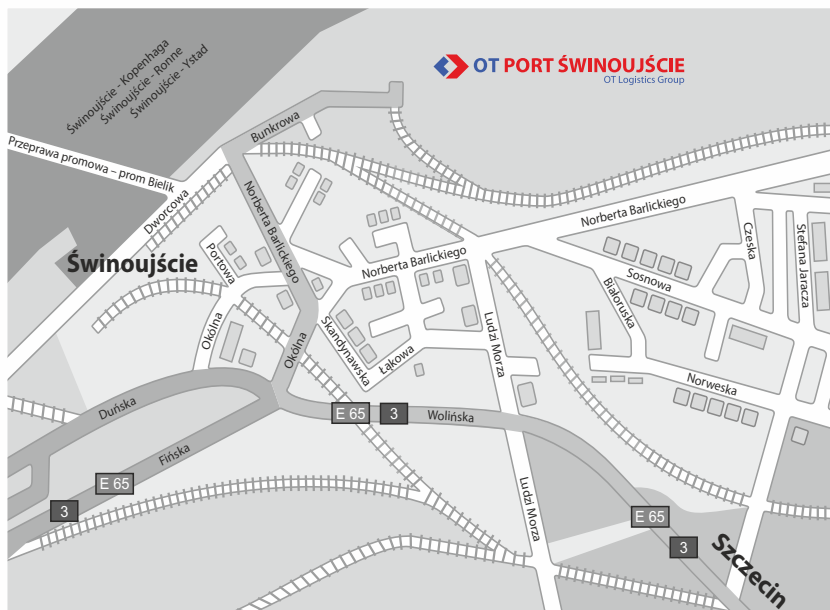 Świnoujście - Kopenhaga
Świnoujście - Ronne
Świnoujście - Ystad
OT PORT ŚWINOUJŚCIE
OT Logistics Group
Bunkrowa
Przeprawa promowa – prom Bielik
Dworcowa
Norberta Barlickiego
Norberta Barlickiego
Czeska
Stefana Jaracza
Świnoujście
Portowa
Norberta Barlickiego
Sosnowa
Białoruska
Okólna
Okólna
Skandynawska
Łąkowa
Ludzi Morza
Norweska
Duńska
E 65
3
Wolińska
Fińska
E 65
3
Ludzi Morza
E 65
3
Szczecin